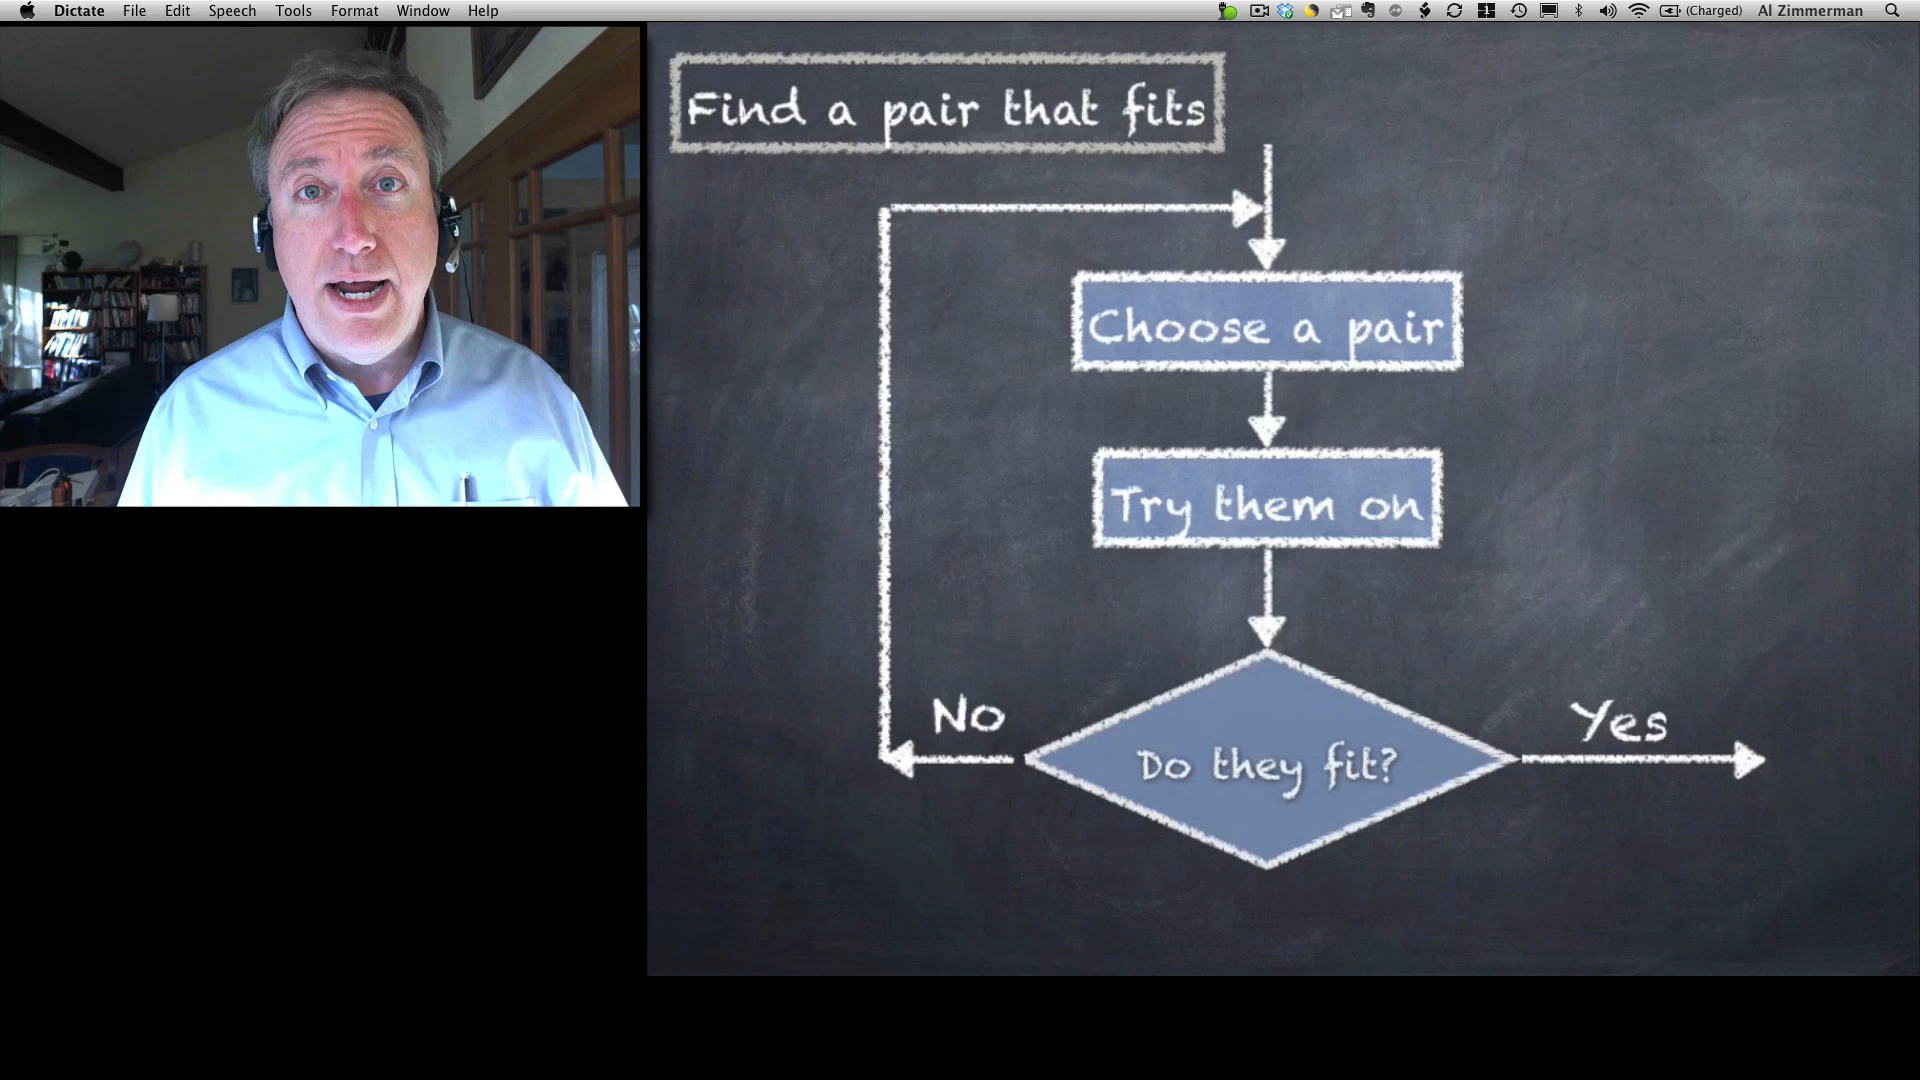 Dictate File Edit Speech Tools Format Window Help (Charged) Al Zimmerman
Find a pair that fits
Choose a pair
Try them on
No
Yes
Do they fit?